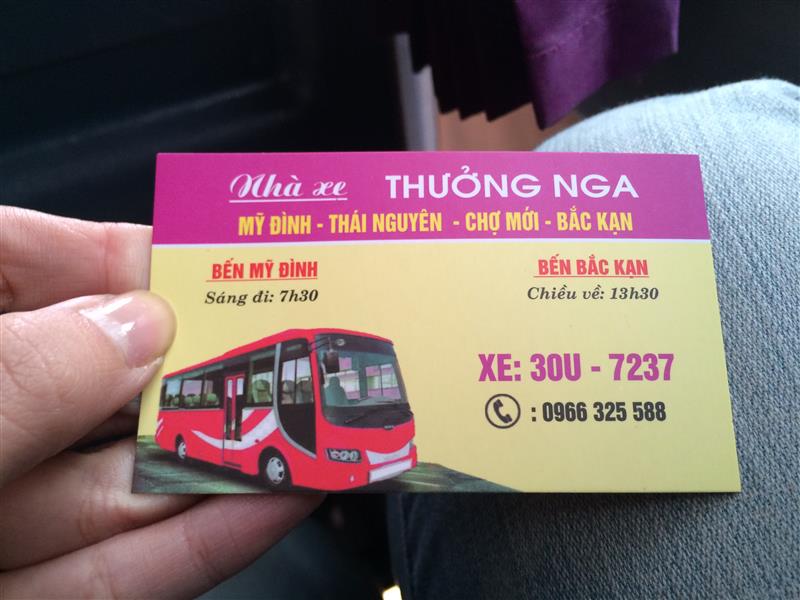 Nhà xe THƯỞNG NGA
MỸ ĐÌNH - THÁI NGUYÊN - CHỢ MỚI - BẮC KẠN
BẾN MỸ ĐÌNH
Sáng đi: 7h30
BẾN BẮC KẠN
Chiều về: 13h30
XE: 30U - 7237
: 0966 325 588